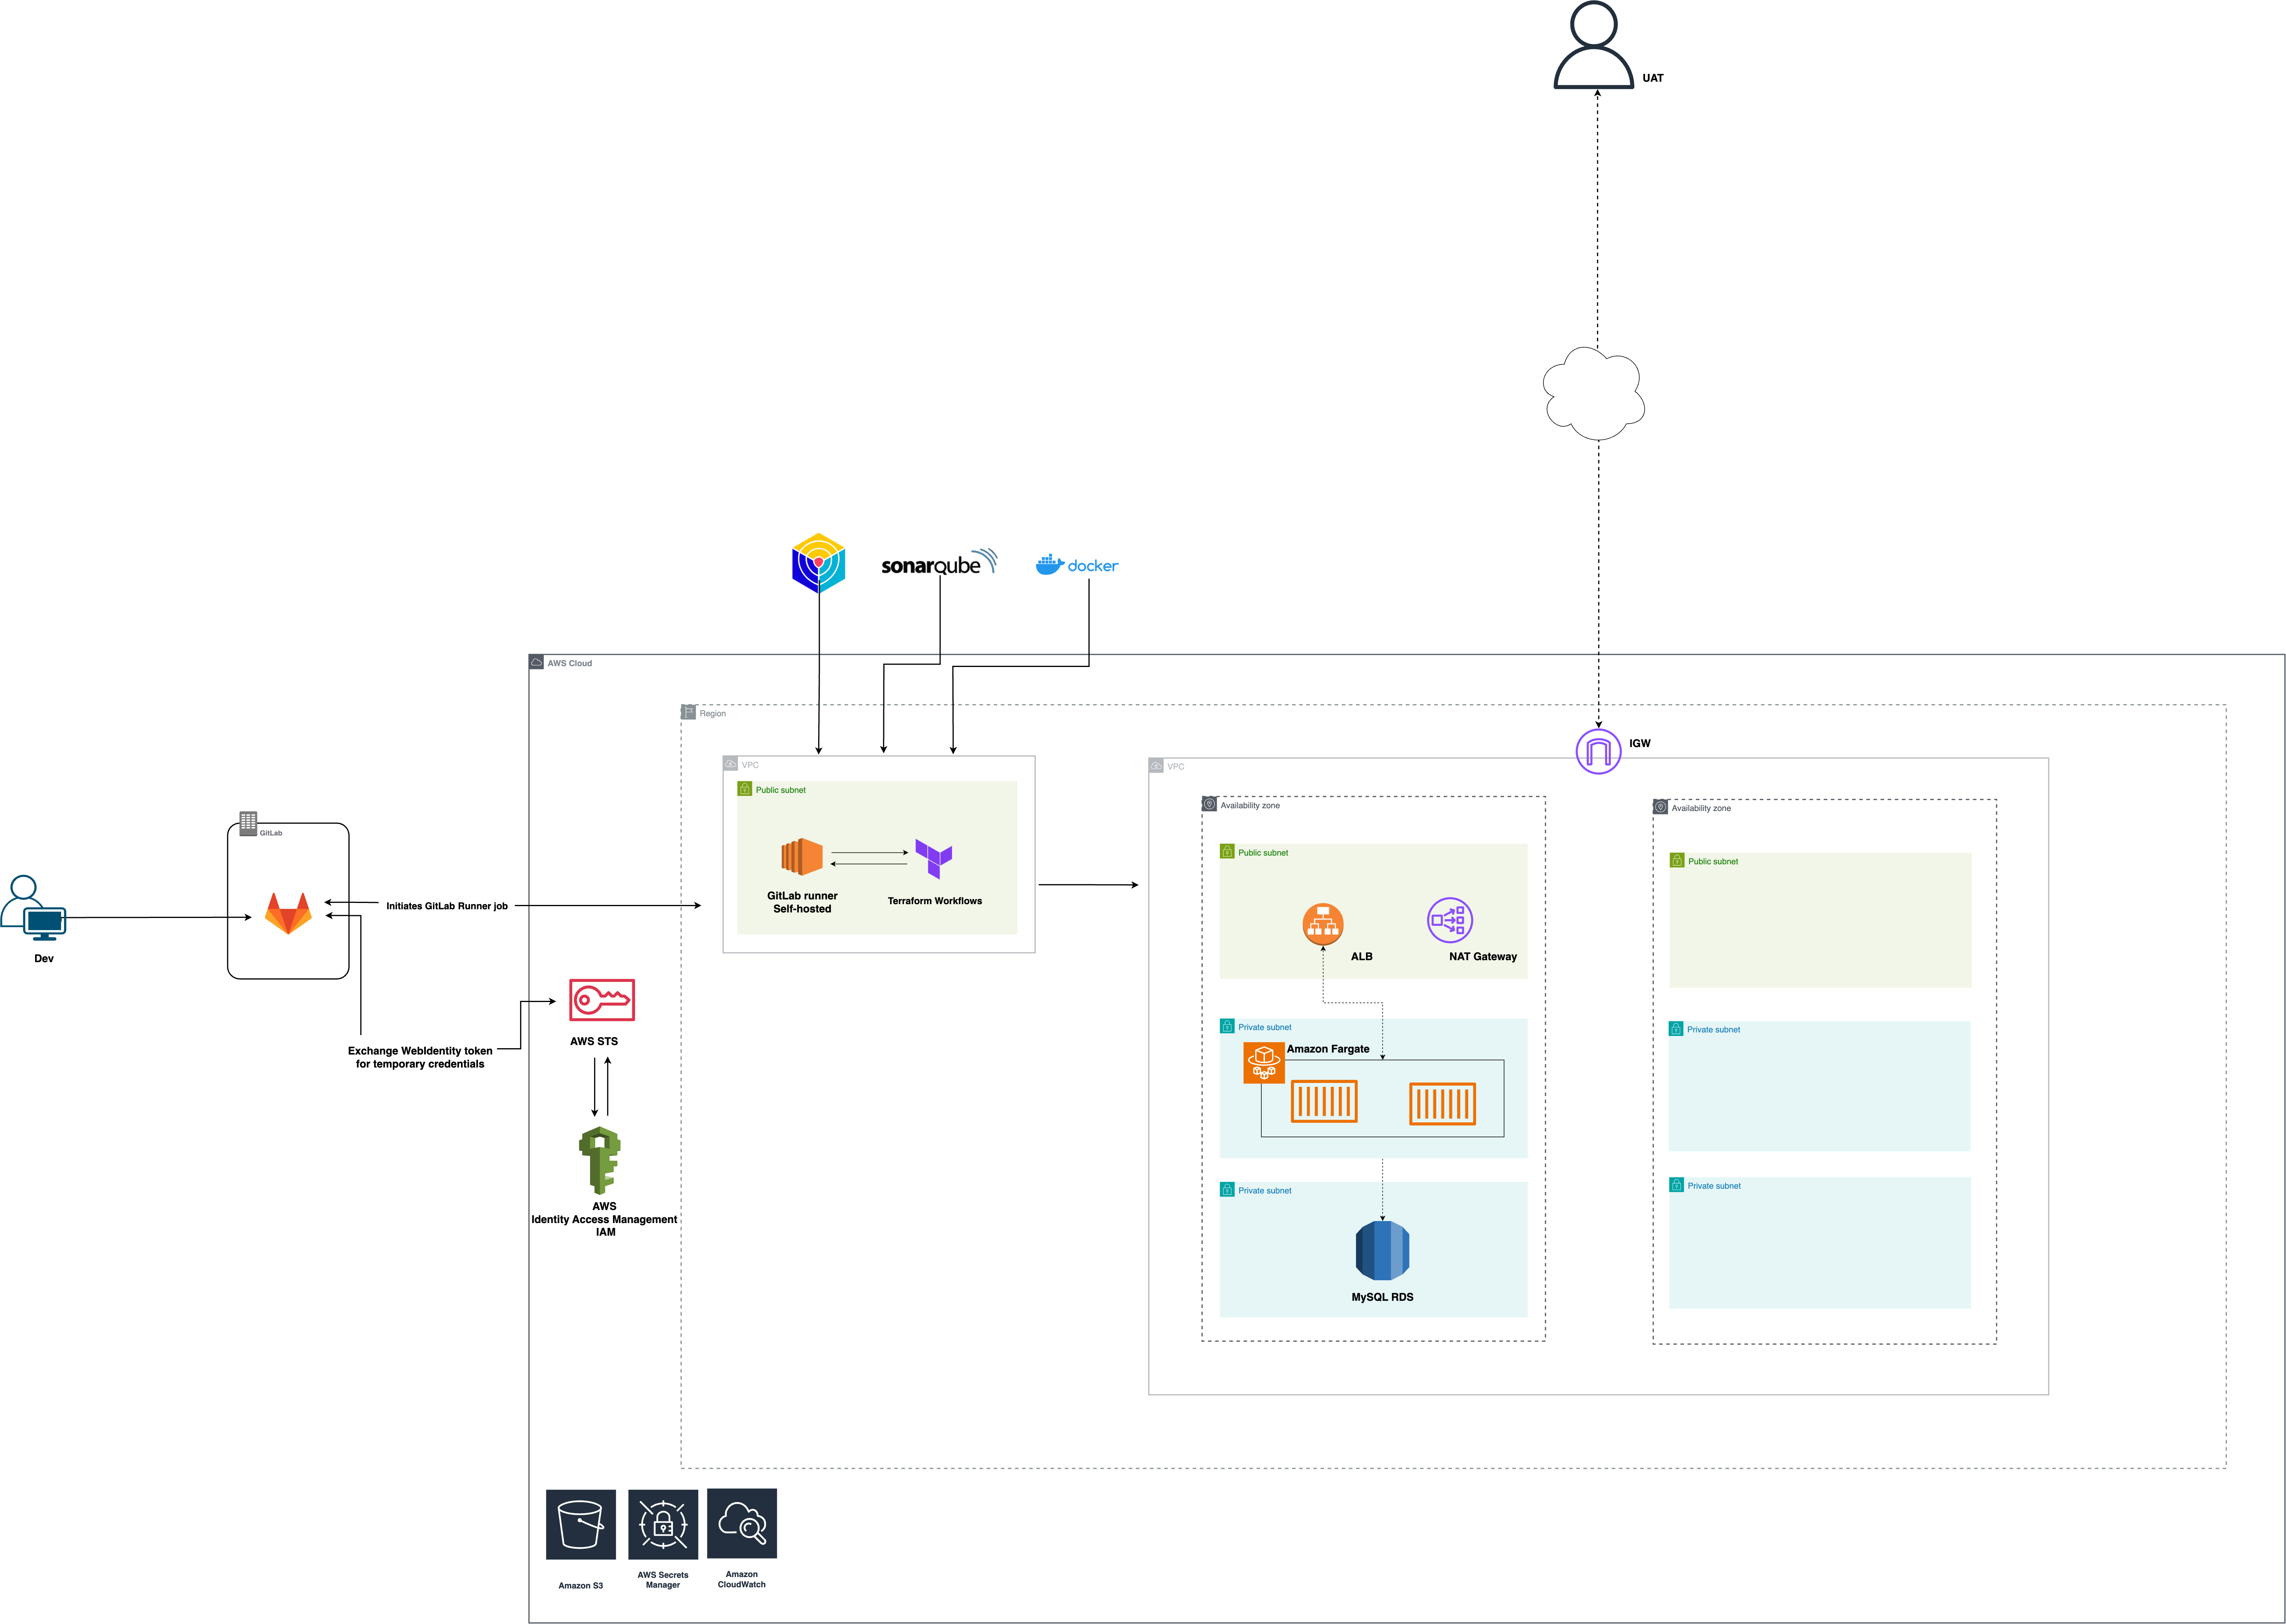 UAT
sonarqube
docker
AWS Cloud
Region
IGW
VPC
VPC
Public subnet
Availability zone
Availability zone
GitLab
Public subnet
Public subnet
GitLab runner
Self-hosted
Terraform Workflows
Initiates GitLab Runner job
Dev
ALB
NAT Gateway
Private subnet
Private subnet
AWS STS
Exchange WebIdentity token
for temporary credentials
Amazon Fargate
Private subnet
Private subnet
AWS
Identity Access Management
IAM
MySQL RDS
Amazon S3
AWS Secrets
Manager
Amazon
CloudWatch